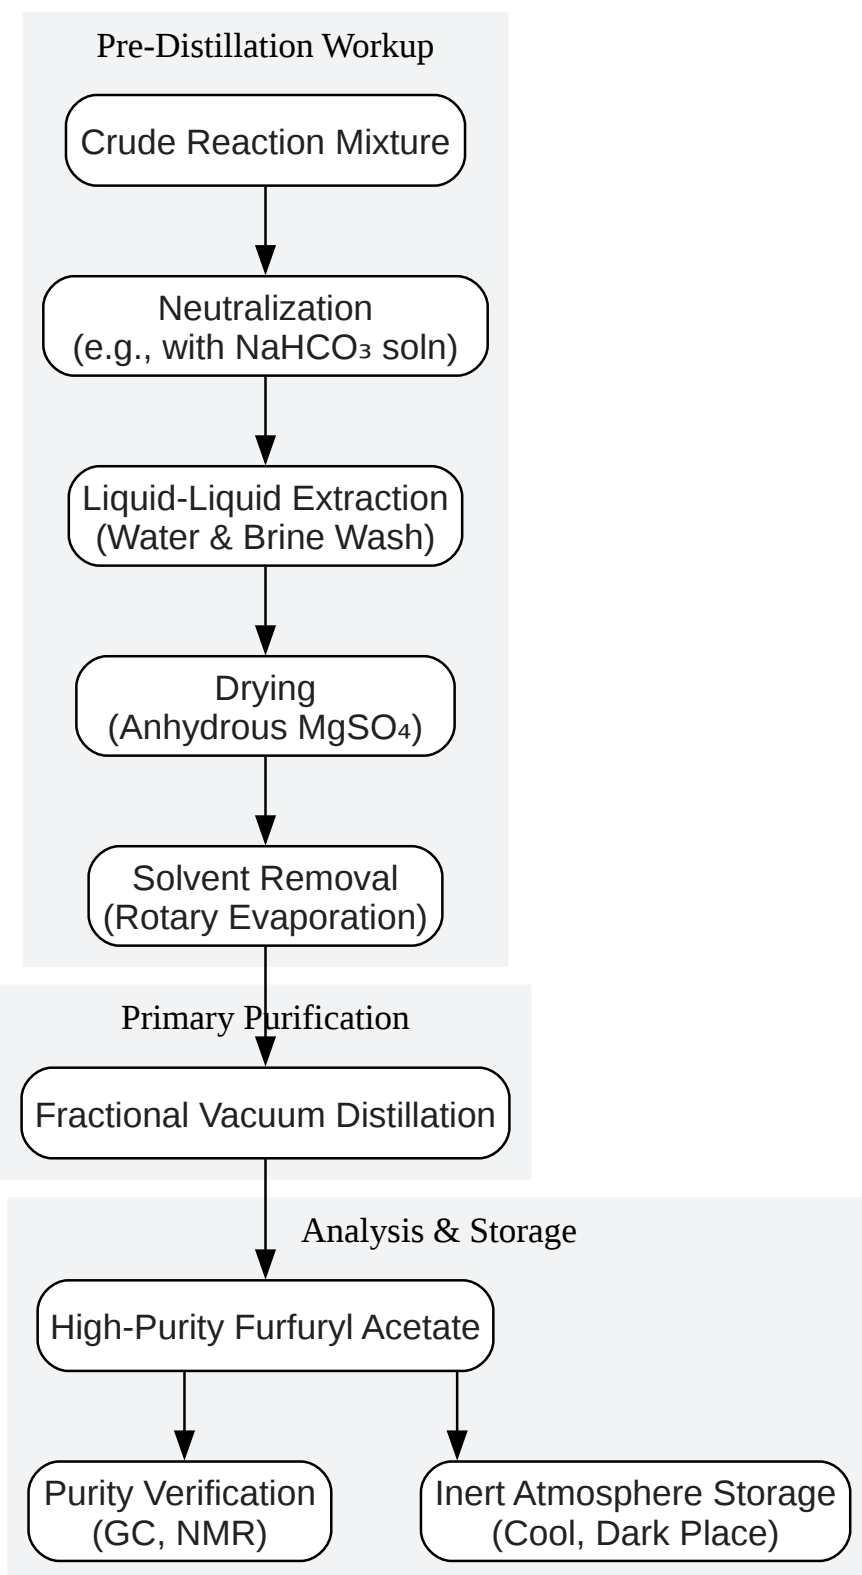 Pre-Distillation Workup
Crude Reaction Mixture
Neutralization
(e.g., with NaHCO₃ soln)
Liquid-Liquid Extraction
(Water & Brine Wash)
Drying
(Anhydrous MgSO₄)
Solvent Removal
(Rotary Evaporation)
Primary Purification
Fractional Vacuum Distillation
Analysis & Storage
High-Purity Furfuryl Acetate
Purity Verification
(GC, NMR)
Inert Atmosphere Storage
(Cool, Dark Place)